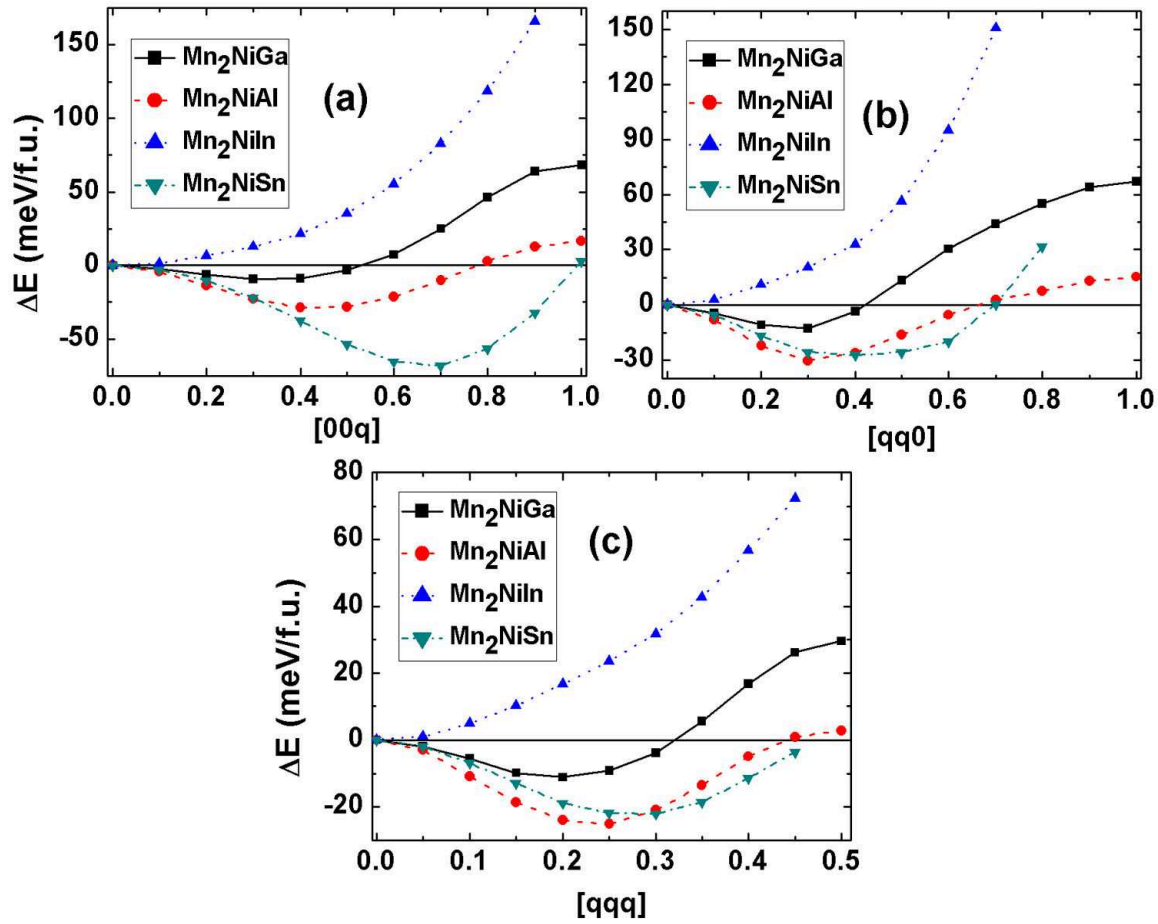 150
100
50
0
-50
ΔE (meV/f.u.)
Mn2NiGa
Mn2NiAl
Mn2NiIn
Mn2NiSn
(a)
0.0 0.2 0.4 0.6 0.8 1.0
[00q]
150
120
90
60
30
0
-30
Mn2NiGa
Mn2NiAl
Mn2NiIn
Mn2NiSn
(b)
0.0 0.2 0.4 0.6 0.8 1.0
[qq0]
80
60
40
20
0
-20
ΔE (meV/f.u.)
Mn2NiGa
Mn2NiAl
Mn2NiIn
Mn2NiSn
(c)
0.0 0.1 0.2 0.3 0.4 0.5
[qqq]